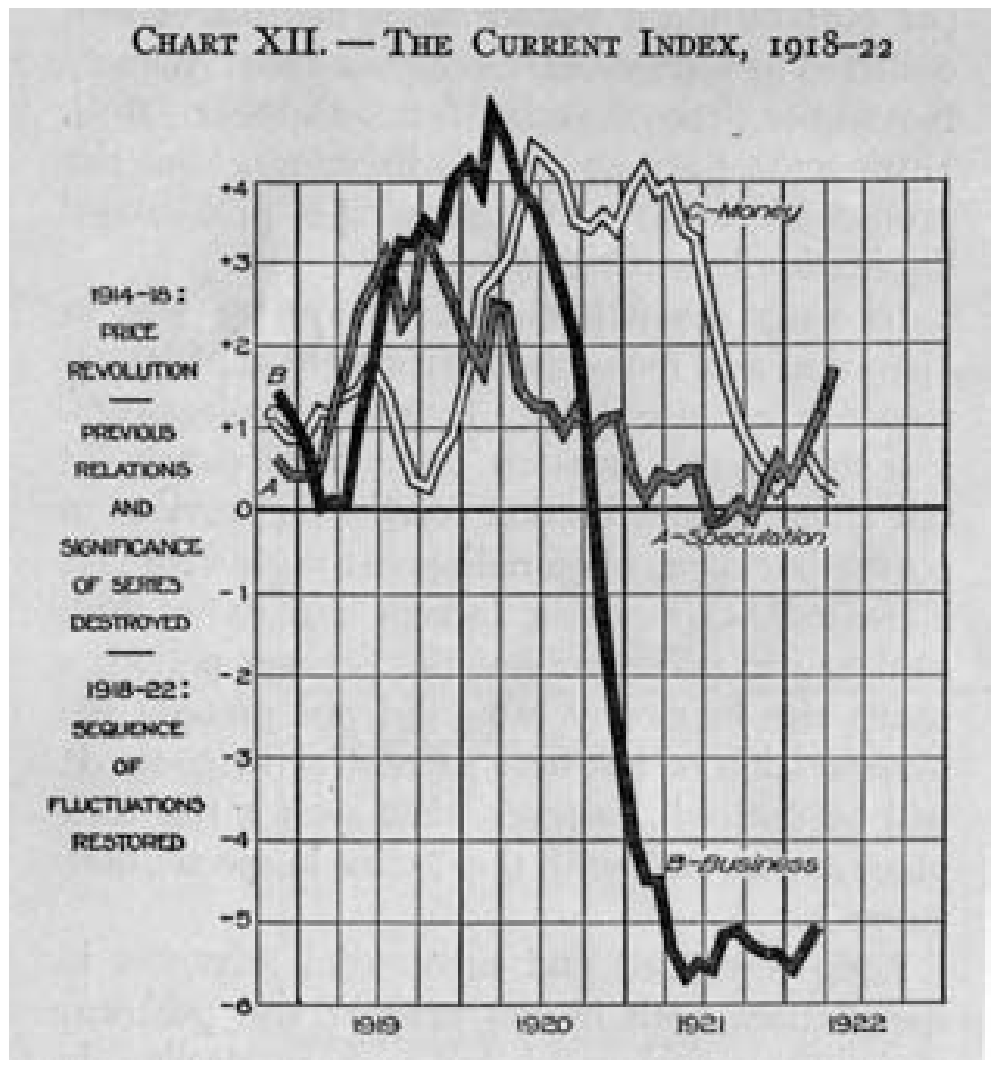 CHART XII. — THE CURRENT INDEX, 1918–22
+4
+3
+2
+1
0
-1
-2
-3
-4
-5
-6
1914-18:
PRICE
REVOLUTION
—
PREVIOUS
RELATIONS
AND
SIGNIFICANCE
OF SERIES
DESTROYED
—
1918-22:
SEQUENCE
OF
FLUCTUATIONS
RESTORED
B
A
C-Money
A-Speculation
B-Business
1919 1920 1921 1922